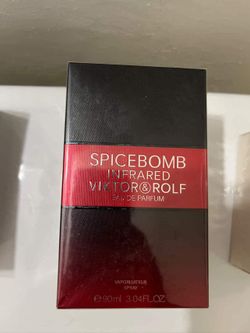 SPICEBOMB
INFRARED
VIKTOR&ROLF
EAU DE PARFUM
VAPORISATEUR
SPRAY
℮ 90ml 3.04FL.OZ